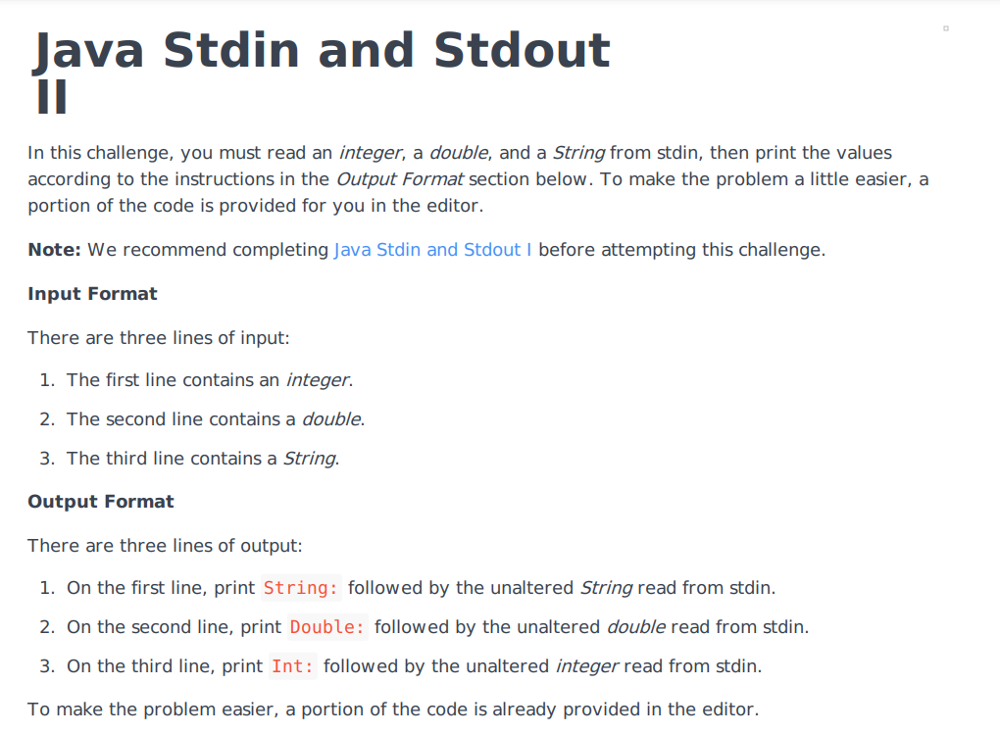 Java Stdin and Stdout
II
In this challenge, you must read an integer, a double, and a String from stdin, then print the values
according to the instructions in the Output Format section below. To make the problem a little easier, a
portion of the code is provided for you in the editor.
Note: We recommend completing Java Stdin and Stdout I before attempting this challenge.
Input Format
There are three lines of input:
1. The first line contains an integer.
2. The second line contains a double.
3. The third line contains a String.
Output Format
There are three lines of output:
1. On the first line, print String: followed by the unaltered String read from stdin.
2. On the second line, print Double: followed by the unaltered double read from stdin.
3. On the third line, print Int: followed by the unaltered integer read from stdin.
To make the problem easier, a portion of the code is already provided in the editor.